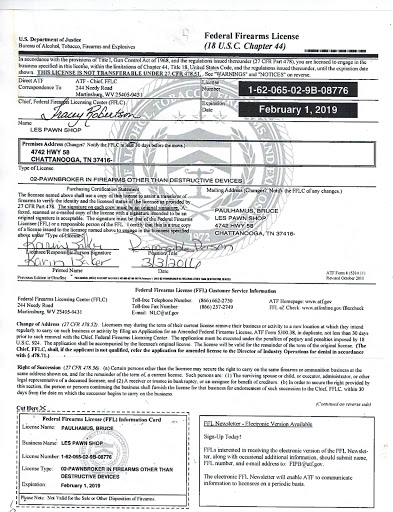 U.S. Department of Justice
Bureau of Alcohol, Tobacco, Firearms and Explosives
Federal Firearms License
(18 U.S.C. Chapter 44)
In accordance with the provisions of Title I, Gun Control Act of 1968, and the regulations issued thereunder (27 CFR Part 478), you are licensed to engage in the
business specified in this license, within the limitations of Chapter 44, Title 18, United States Code, and the regulations issued thereunder, until the expiration date
shown. THIS LICENSE IS NOT TRANSFERABLE UNDER 27 CFR 478.51. See "WARNINGS" and "NOTICES" on reverse.
Direct ATF
Correspondence To
ATF - Chief, FFLC
244 Needy Road
Martinsburg, WV 25405-9431
License
Number
1-62-065-02-9B-08776
Chief, Federal Firearms Licensing Center (FFLC)
Tracey Robertson
Expiration
Date
February 1, 2019
Name
LES PAWN SHOP
Premises Address (Changes? Notify the FFLC at least 30 days before the move.)
4742 HWY 58
CHATTANOOGA, TN 37416-
Type of License
02-PAWNBROKER IN FIREARMS OTHER THAN DESTRUCTIVE DEVICES
Purchasing Certification Statement
The licensee named above shall use a copy of this license to assist a transferor of
firearms to verify the identity and the licensed status of the licensee as provided by
27 CFR Part 478. The signature on each copy must be an original signature. A
faxed, scanned or e-mailed copy of the license with a signature intended to be an
original signature is acceptable. The signature must be that of the Federal Firearms
Licensee (FFL) or a responsible person of the FFL. I certify that this is a true copy
of a license issued to the licensee named above to engage in the business specified
above under "Type of License."
Mailing Address (Changes? Notify the FFLC of any changes.)
PAULHAMUS, BRUCE
LES PAWN SHOP
4742 HWY 58
CHATTANOOGA, TN 37416-
Licensee/Responsible Person Signature
Position/Title
Printed Name
Date
Previous Edition is Obsolete
ATF Form 8 (5310.11)
Revised October 2011
Federal Firearms License (FFL) Customer Service Information
Federal Firearms Licensing Center (FFLC)
244 Needy Road
Martinsburg, WV 25405-9431
Toll-free Telephone Number: (866) 662-2750
Toll-free Fax Number: (866) 257-2749
E-mail: NLC@atf.gov
ATF Homepage: www.atf.gov
FFL eZ Check: www.atfonline.gov/fflezcheck
Change of Address (27 CFR 478.52). Licensees may during the term of their current license remove their business or activity to a new location at which they intend
regularly to carry on such business or activity by filing an Application for an Amended Federal Firearms License, ATF Form 5300.38, in duplicate, not less than 30 days
prior to such removal with the Chief, Federal Firearms Licensing Center. The application must be executed under the penalties of perjury and penalties imposed by 18
U.S.C. 924. The application shall be accompanied by the licensee's original license. The license will be valid for the remainder of the term of the original license. (The
Chief, FFLC, shall, if the applicant is not qualified, refer the application for amended license to the Director of Industry Operations for denial in accordance
with § 478.71.)
Right of Succession (27 CFR 478.56). (a) Certain persons other than the licensee may secure the right to carry on the same firearms or ammunition business at the
same address shown on, and for the remainder of the term of, a current license. Such persons are: (1) The surviving spouse or child, or executor, administrator, or other
legal representative of a deceased licensee; and (2) A receiver or trustee in bankruptcy, or an assignee for benefit of creditors. (b) In order to secure the right provided by
this section, the person or persons continuing the business shall furnish the license for that business for endorsement of such succession to the Chief, FFLC, within 30
days from the date on which the successor begins to carry on the business.
(Continued on reverse side)
Cut Here
Federal Firearms License (FFL) Information Card
License Name: PAULHAMUS, BRUCE
Business Name: LES PAWN SHOP
License Number: 1-62-065-02-9B-08776
License Type: 02-PAWNBROKER IN FIREARMS OTHER THAN
DESTRUCTIVE DEVICES
Expiration: February 1, 2019
Please Note: Not Valid for the Sale or Other Disposition of Firearms.
FFL Newsletter - Electronic Version Available
Sign-Up Today!
FFLs interested in receiving the electronic version of the FFL Newslet-
ter, along with occasional additional information, should submit name,
FFL number, and e-mail address to: FIPB@atf.gov.
The electronic FFL Newsletter will enable ATF to communicate
information to licensees on a periodic basis.